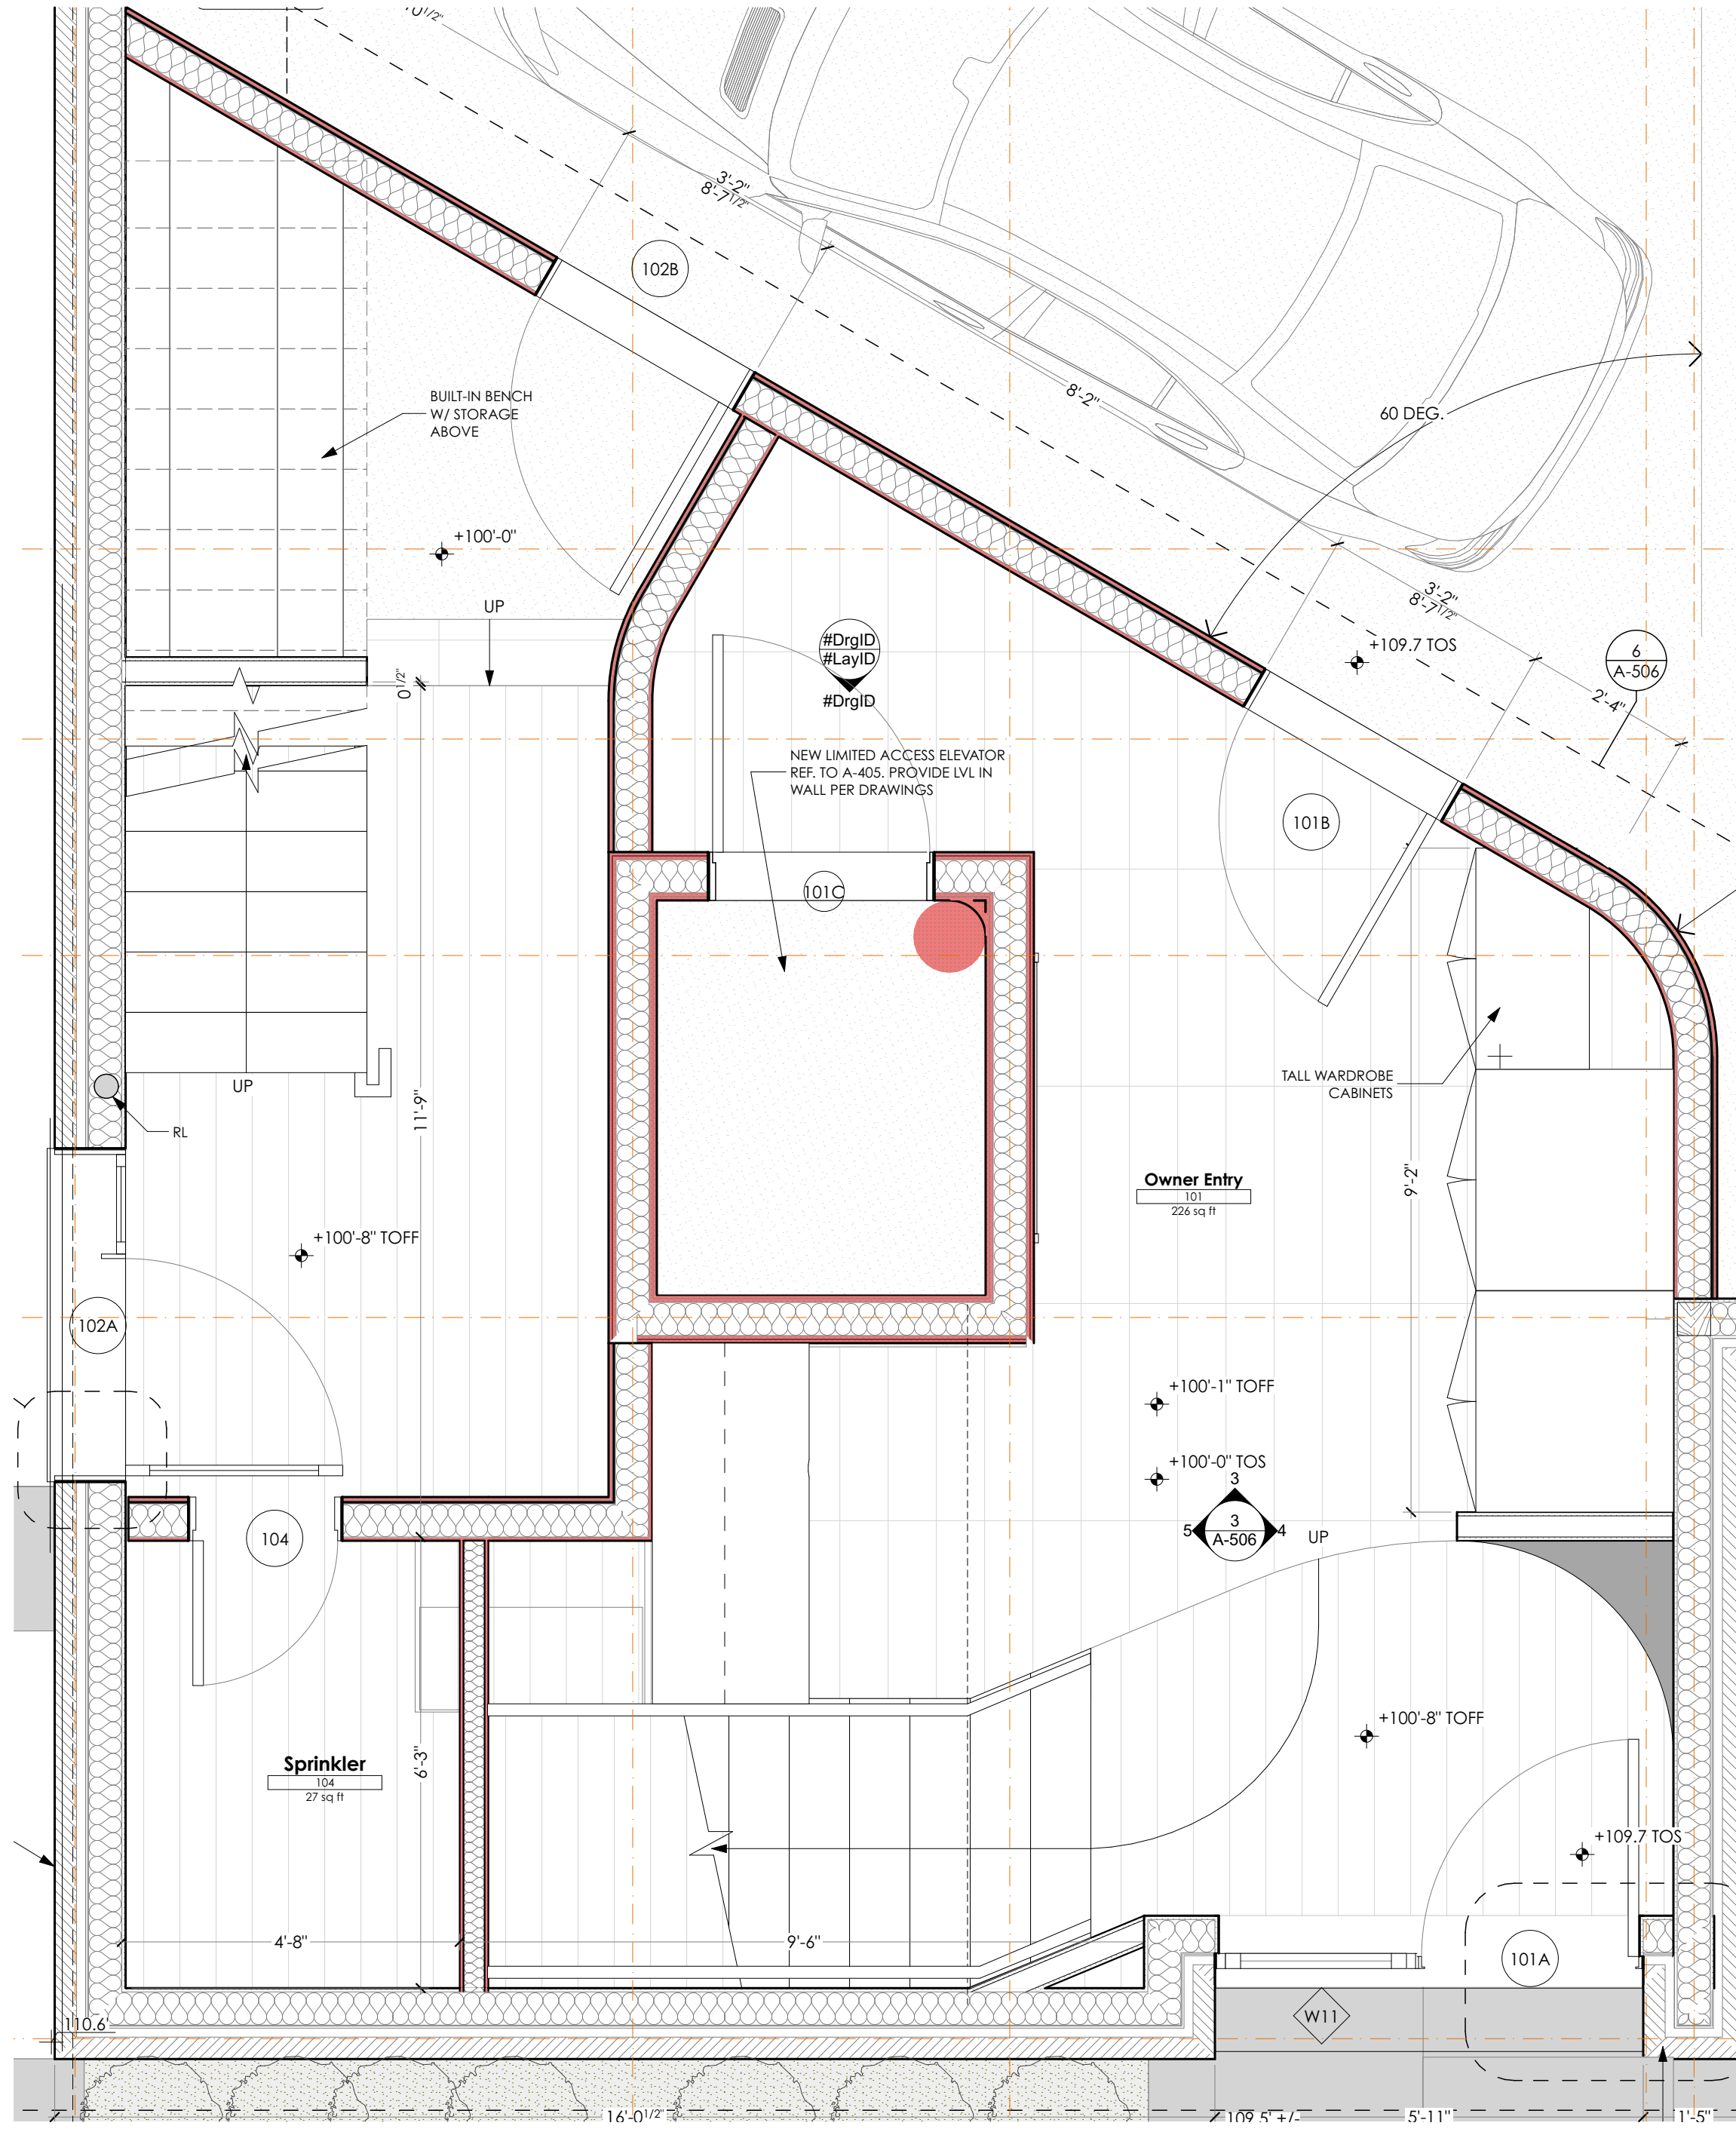 102B
3'-2"
8'-7 1/2"
8'-2"
60 DEG.
BUILT-IN BENCH
W/ STORAGE
ABOVE
+100'-0"
UP
3'-2"
8'-7 1/2"
+109.7 TOS
6
A-506
2'-4"
#DrgID
#LayID
#DrgID
0 1/2"
NEW LIMITED ACCESS ELEVATOR
REF. TO A-405. PROVIDE LVL IN
WALL PER DRAWINGS
101B
101C
UP
RL
11'-9"
TALL WARDROBE
CABINETS
Owner Entry
101
226 sq ft
9'-2"
+100'-8" TOFF
102A
+100'-1" TOFF
+100'-0" TOS
3
5
3
A-506
4
UP
104
+100'-8" TOFF
Sprinkler
104
27 sq ft
6'-3"
+109.7 TOS
4'-8"
9'-6"
101A
W11
110.6'
16'-0 1/2"
109.5' +/-
5'-11"
1'-5"